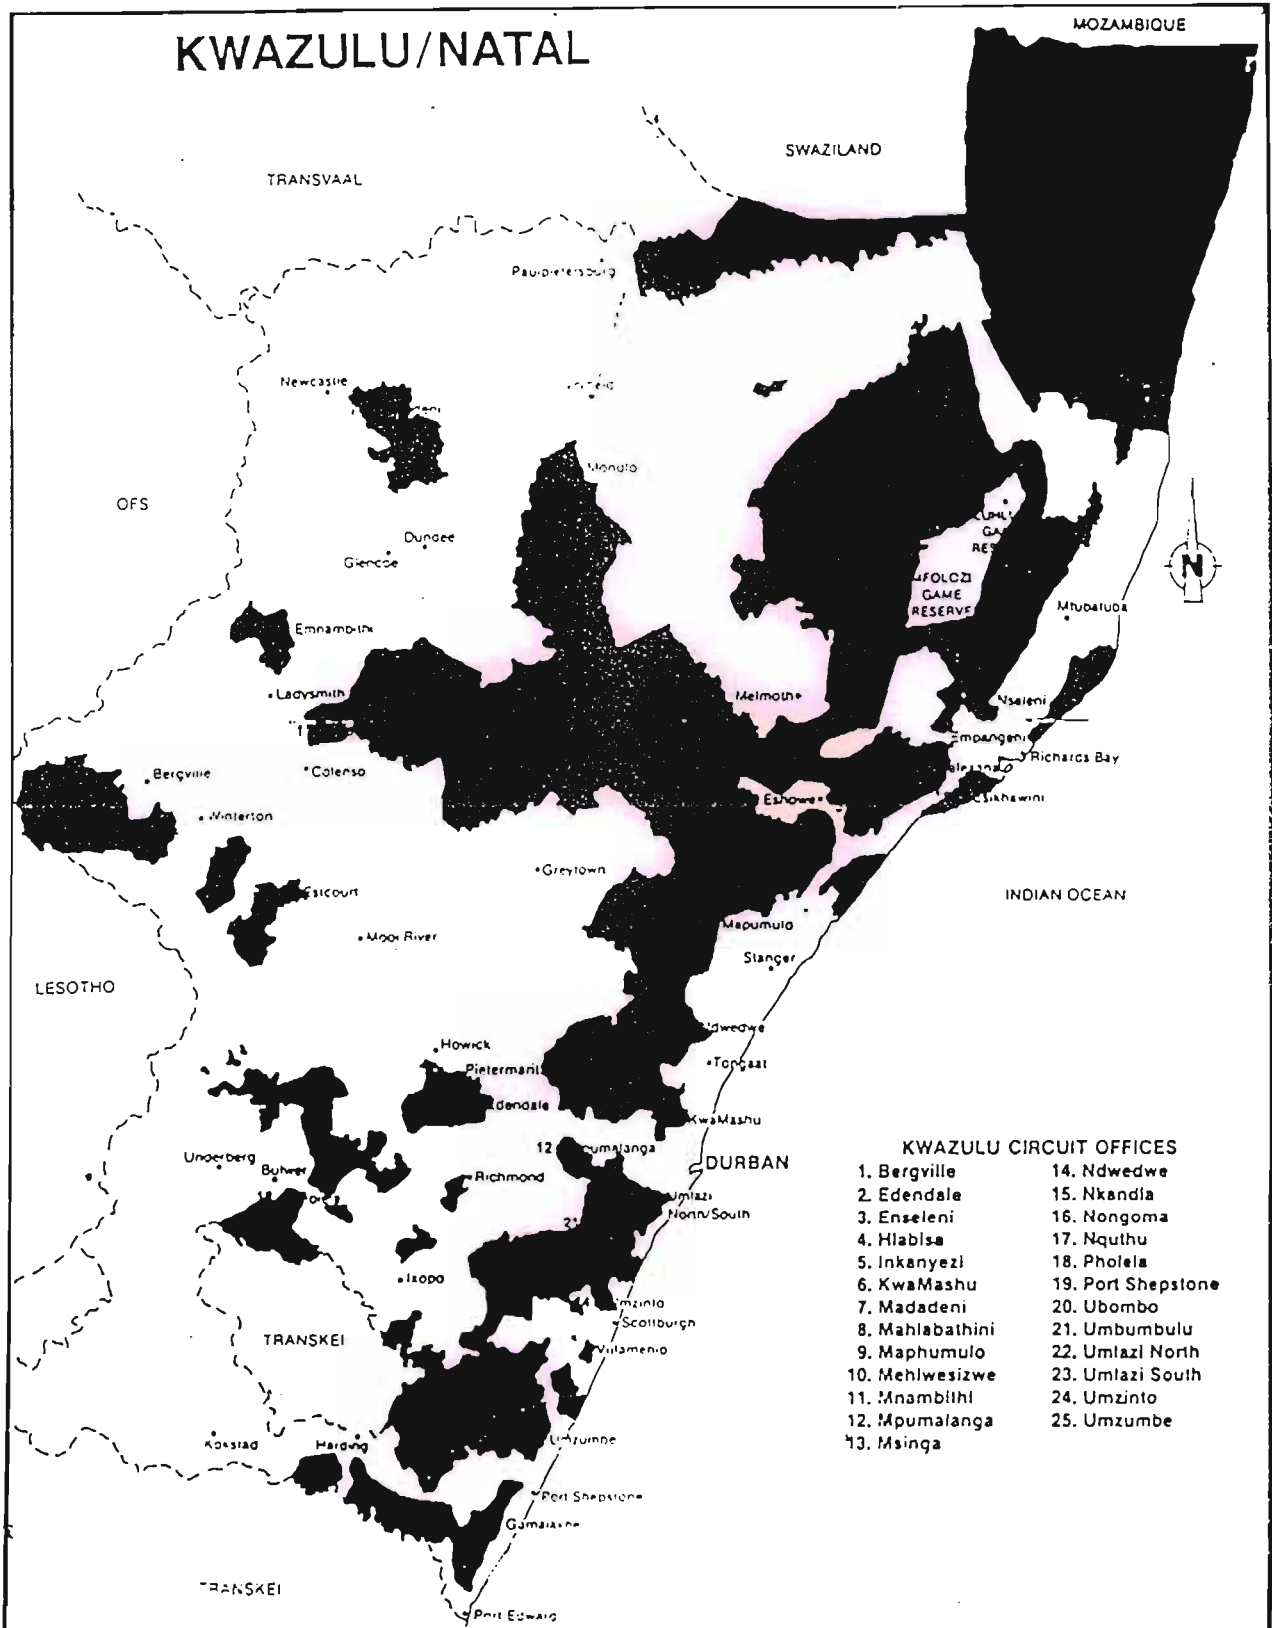 MOZAMBIQUE
KWAZULU/NATAL
SWAZILAND
TRANSVAAL
Newcastle
OFS
Dundee
Glencoe
GAME
RESERVE
Mtubatuba
Ladysmith
Melmoth
Nseleni
Empangeni
Richards Bay
Bergville
Colenso
Eshowe
Esikhawini
Winterton
Greytown
INDIAN OCEAN
Mooi River
Mapumulo
Stanger
LESOTHO
Howick
Tongaat
KwaMashu
12
DURBAN
Underberg
Bulwer
Richmond
Umlazi
North/South
21
Ixopo
Scottburgh
TRANSKEI
Kokstad
Harding
Umzumbe
Port Shepstone
TRANSKEI
Port Edward
N
KWAZULU CIRCUIT OFFICES
1. Bergville
2. Edendale
3. Enseleni
4. Hlabisa
5. Inkanyezi
6. KwaMashu
7. Madadeni
8. Mahlabathini
9. Maphumulo
10. Mehlwesizwe
11. Mnambithi
12. Mpumalanga
13. Msinga
14. Ndwedwe
15. Nkandla
16. Nongoma
17. Nquthu
18. Pholela
19. Port Shepstone
20. Ubombo
21. Umbumbulu
22. Umlazi North
23. Umlazi South
24. Umzinto
25. Umzumbe